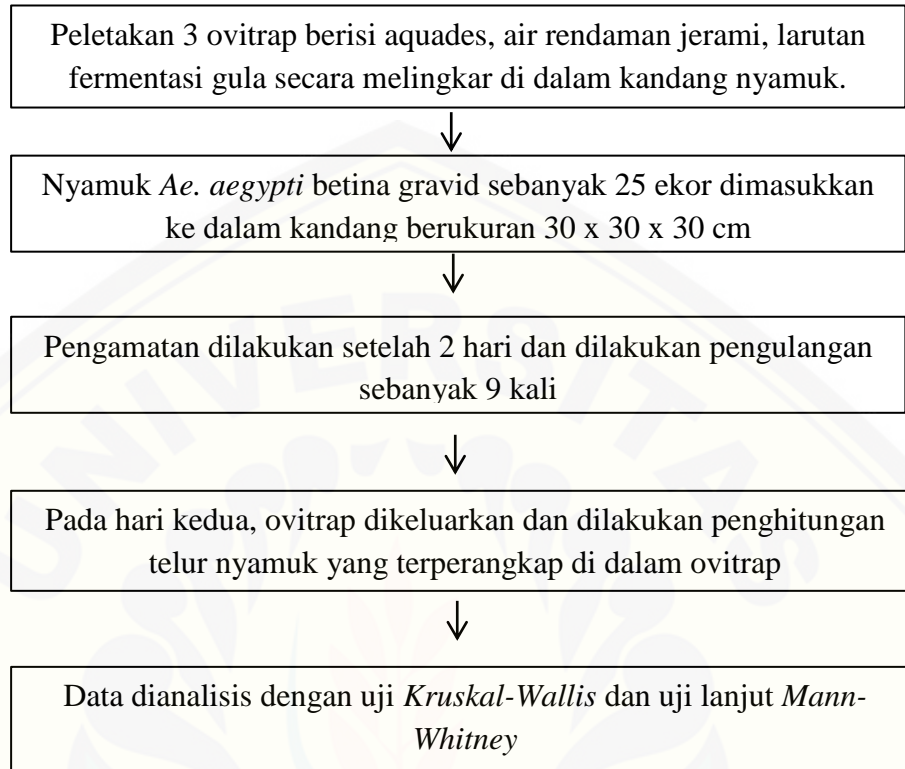 Peletakan 3 ovitrap berisi aquades, air rendaman jerami, larutan
fermentasi gula secara melingkar di dalam kandang nyamuk.
Nyamuk Ae. aegypti betina gravid sebanyak 25 ekor dimasukkan
ke dalam kandang berukuran 30 x 30 x 30 cm
Pengamatan dilakukan setelah 2 hari dan dilakukan pengulangan
sebanyak 9 kali
Pada hari kedua, ovitrap dikeluarkan dan dilakukan penghitungan
telur nyamuk yang terperangkap di dalam ovitrap
Data dianalisis dengan uji Kruskal-Wallis dan uji lanjut Mann-
Whitney
UNIVERSITAS